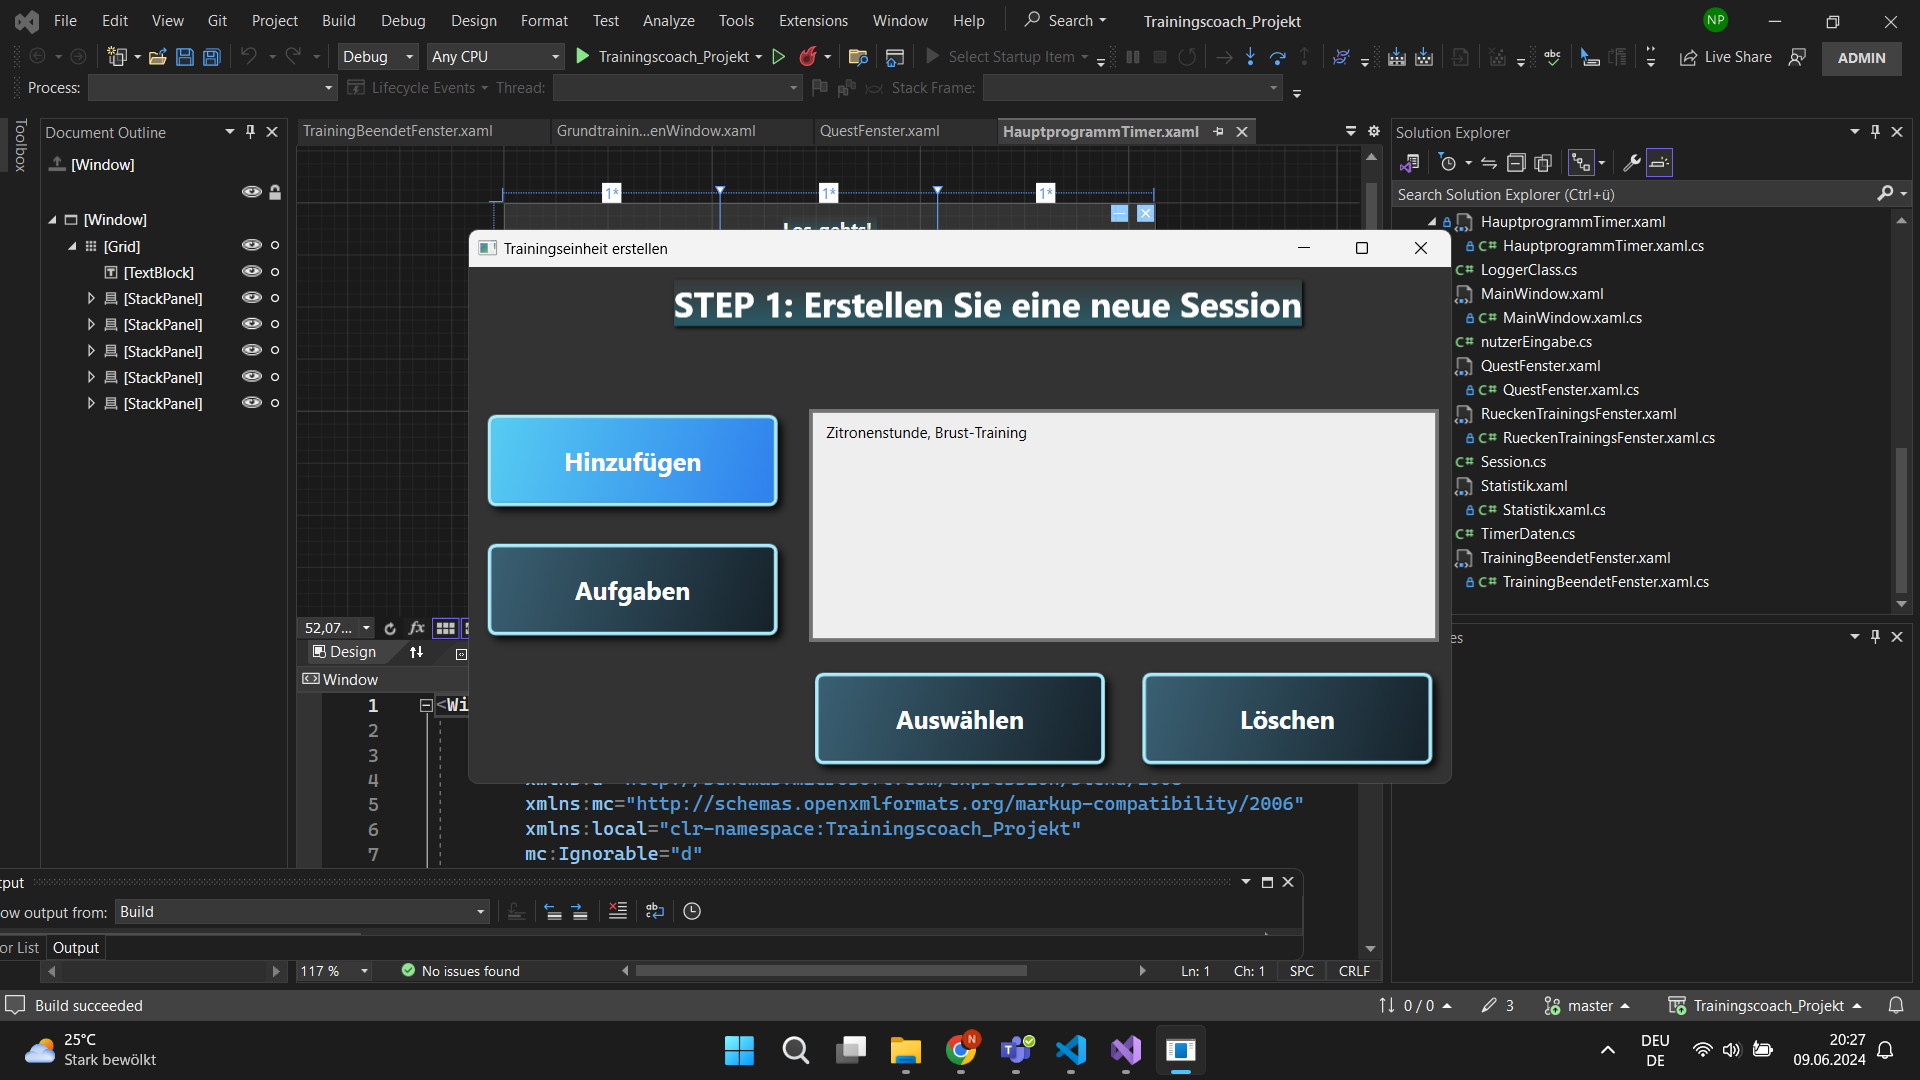 File Edit View Git Project Build Debug Design Format Test Analyze Tools Extensions Window Help Search Trainingscoach_Projekt NP
Debug Any CPU Trainingscoach_Projekt Select Startup Item Live Share ADMIN
Process: Lifecycle Events Thread: Stack Frame:
Toolbox
Document Outline
[Window]
[Window]
[Grid]
[TextBlock]
[StackPanel]
[StackPanel]
[StackPanel]
[StackPanel]
[StackPanel]
TrainingBeendetFenster.xaml Grundtrainin...enWindow.xaml QuestFenster.xaml HauptprogrammTimer.xaml
1* 1* 1*
Los gehts!
Trainingseinheit erstellen
STEP 1: Erstellen Sie eine neue Session
Hinzufügen
Aufgaben
Zitronenstunde, Brust-Training
Auswählen
Löschen
52,07...
Design
Window
1 <Wi
2
3
4
5 xmlns:mc="http://schemas.openxmlformats.org/markup-compatibility/2006"
6 xmlns:local="clr-namespace:Trainingscoach_Projekt"
7 mc:Ignorable="d"
Solution Explorer
Search Solution Explorer (Ctrl+ü)
HauptprogrammTimer.xaml
C# HauptprogrammTimer.xaml.cs
C# LoggerClass.cs
MainWindow.xaml
C# MainWindow.xaml.cs
C# nutzerEingabe.cs
QuestFenster.xaml
C# QuestFenster.xaml.cs
RueckenTrainingsFenster.xaml
C# RueckenTrainingsFenster.xaml.cs
C# Session.cs
Statistik.xaml
C# Statistik.xaml.cs
C# TimerDaten.cs
TrainingBeendetFenster.xaml
C# TrainingBeendetFenster.xaml.cs
es
put
ow output from: Build
or List Output
117 % No issues found Ln: 1 Ch: 1 SPC CRLF
Build succeeded 0 / 0 3 master Trainingscoach_Projekt
25°C
Stark bewölkt
N
DEU
DE
20:27
09.06.2024